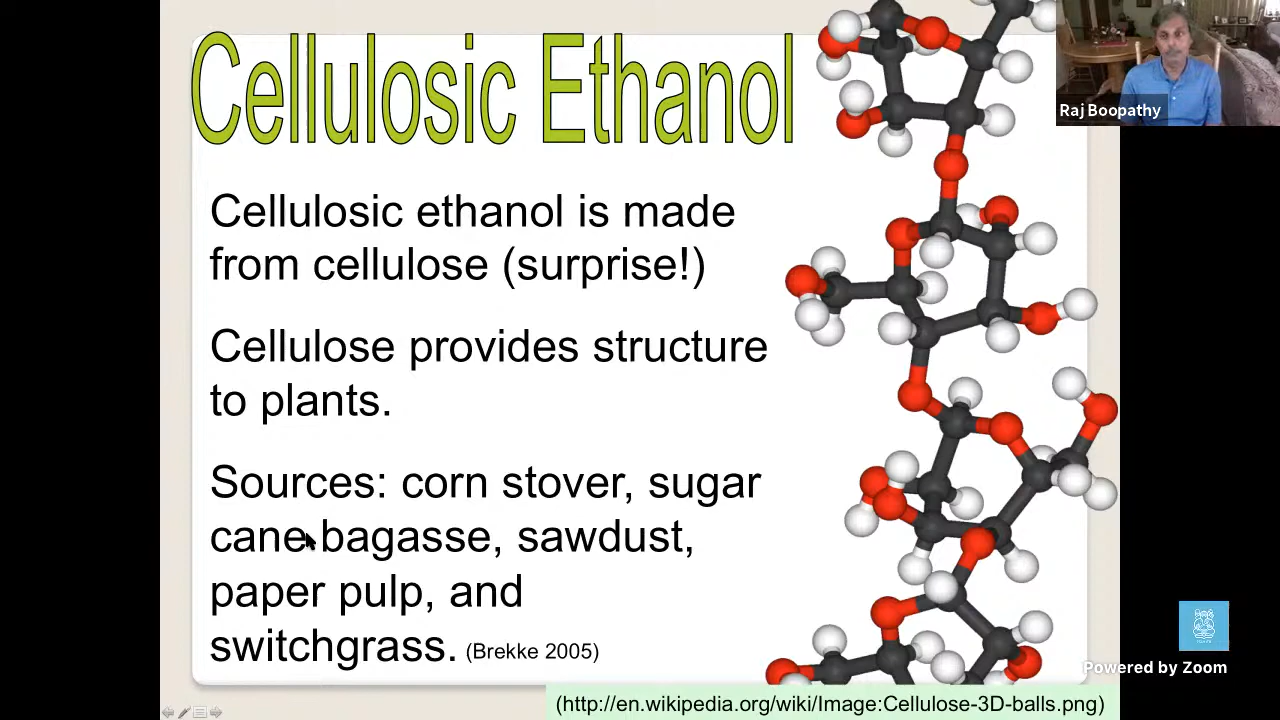 Cellulosic Ethanol
Raj Boopathy
Cellulosic ethanol is made
from cellulose (surprise!)
Cellulose provides structure
to plants.
Sources: corn stover, sugar
cane bagasse, sawdust,
paper pulp, and
switchgrass. (Brekke 2005)
Powered by Zoom
(http://en.wikipedia.org/wiki/Image:Cellulose-3D-balls.png)